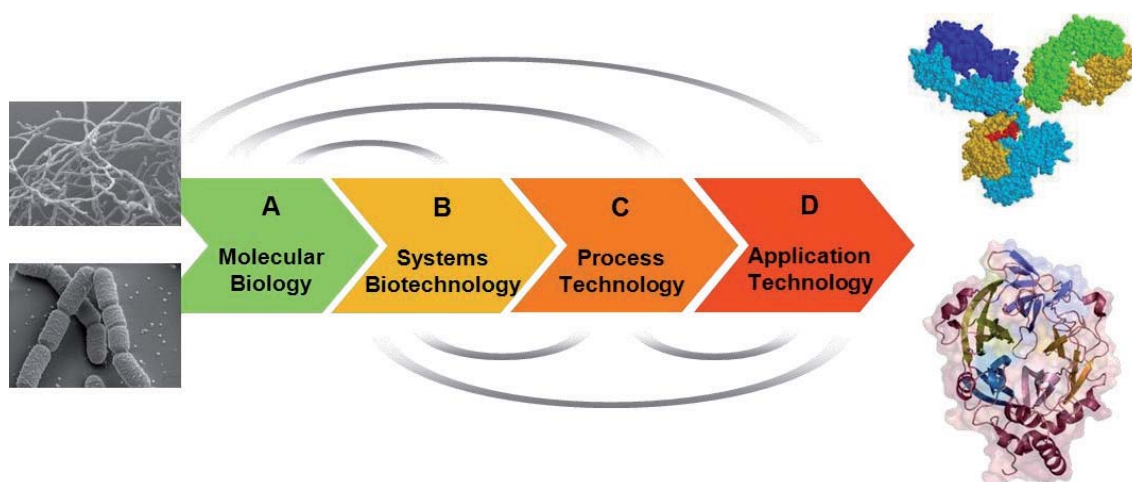 A
Molecular
Biology
B
Systems
Biotechnology
C
Process
Technology
D
Application
Technology